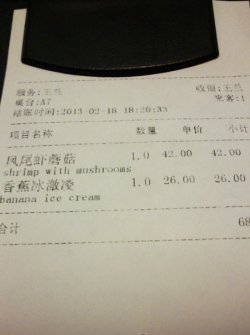 服务:王兰 收银:王兰
桌台:A7 来客:1
结账时间:2013-02-18 18:20:33
项目名称 数量 单价 小计
凤尾虾蘑菇 1.0 42.00 42.00
shrimp with mushrooms
香蕉冰激凌 1.0 26.00 26.00
banana ice cream
合计 68